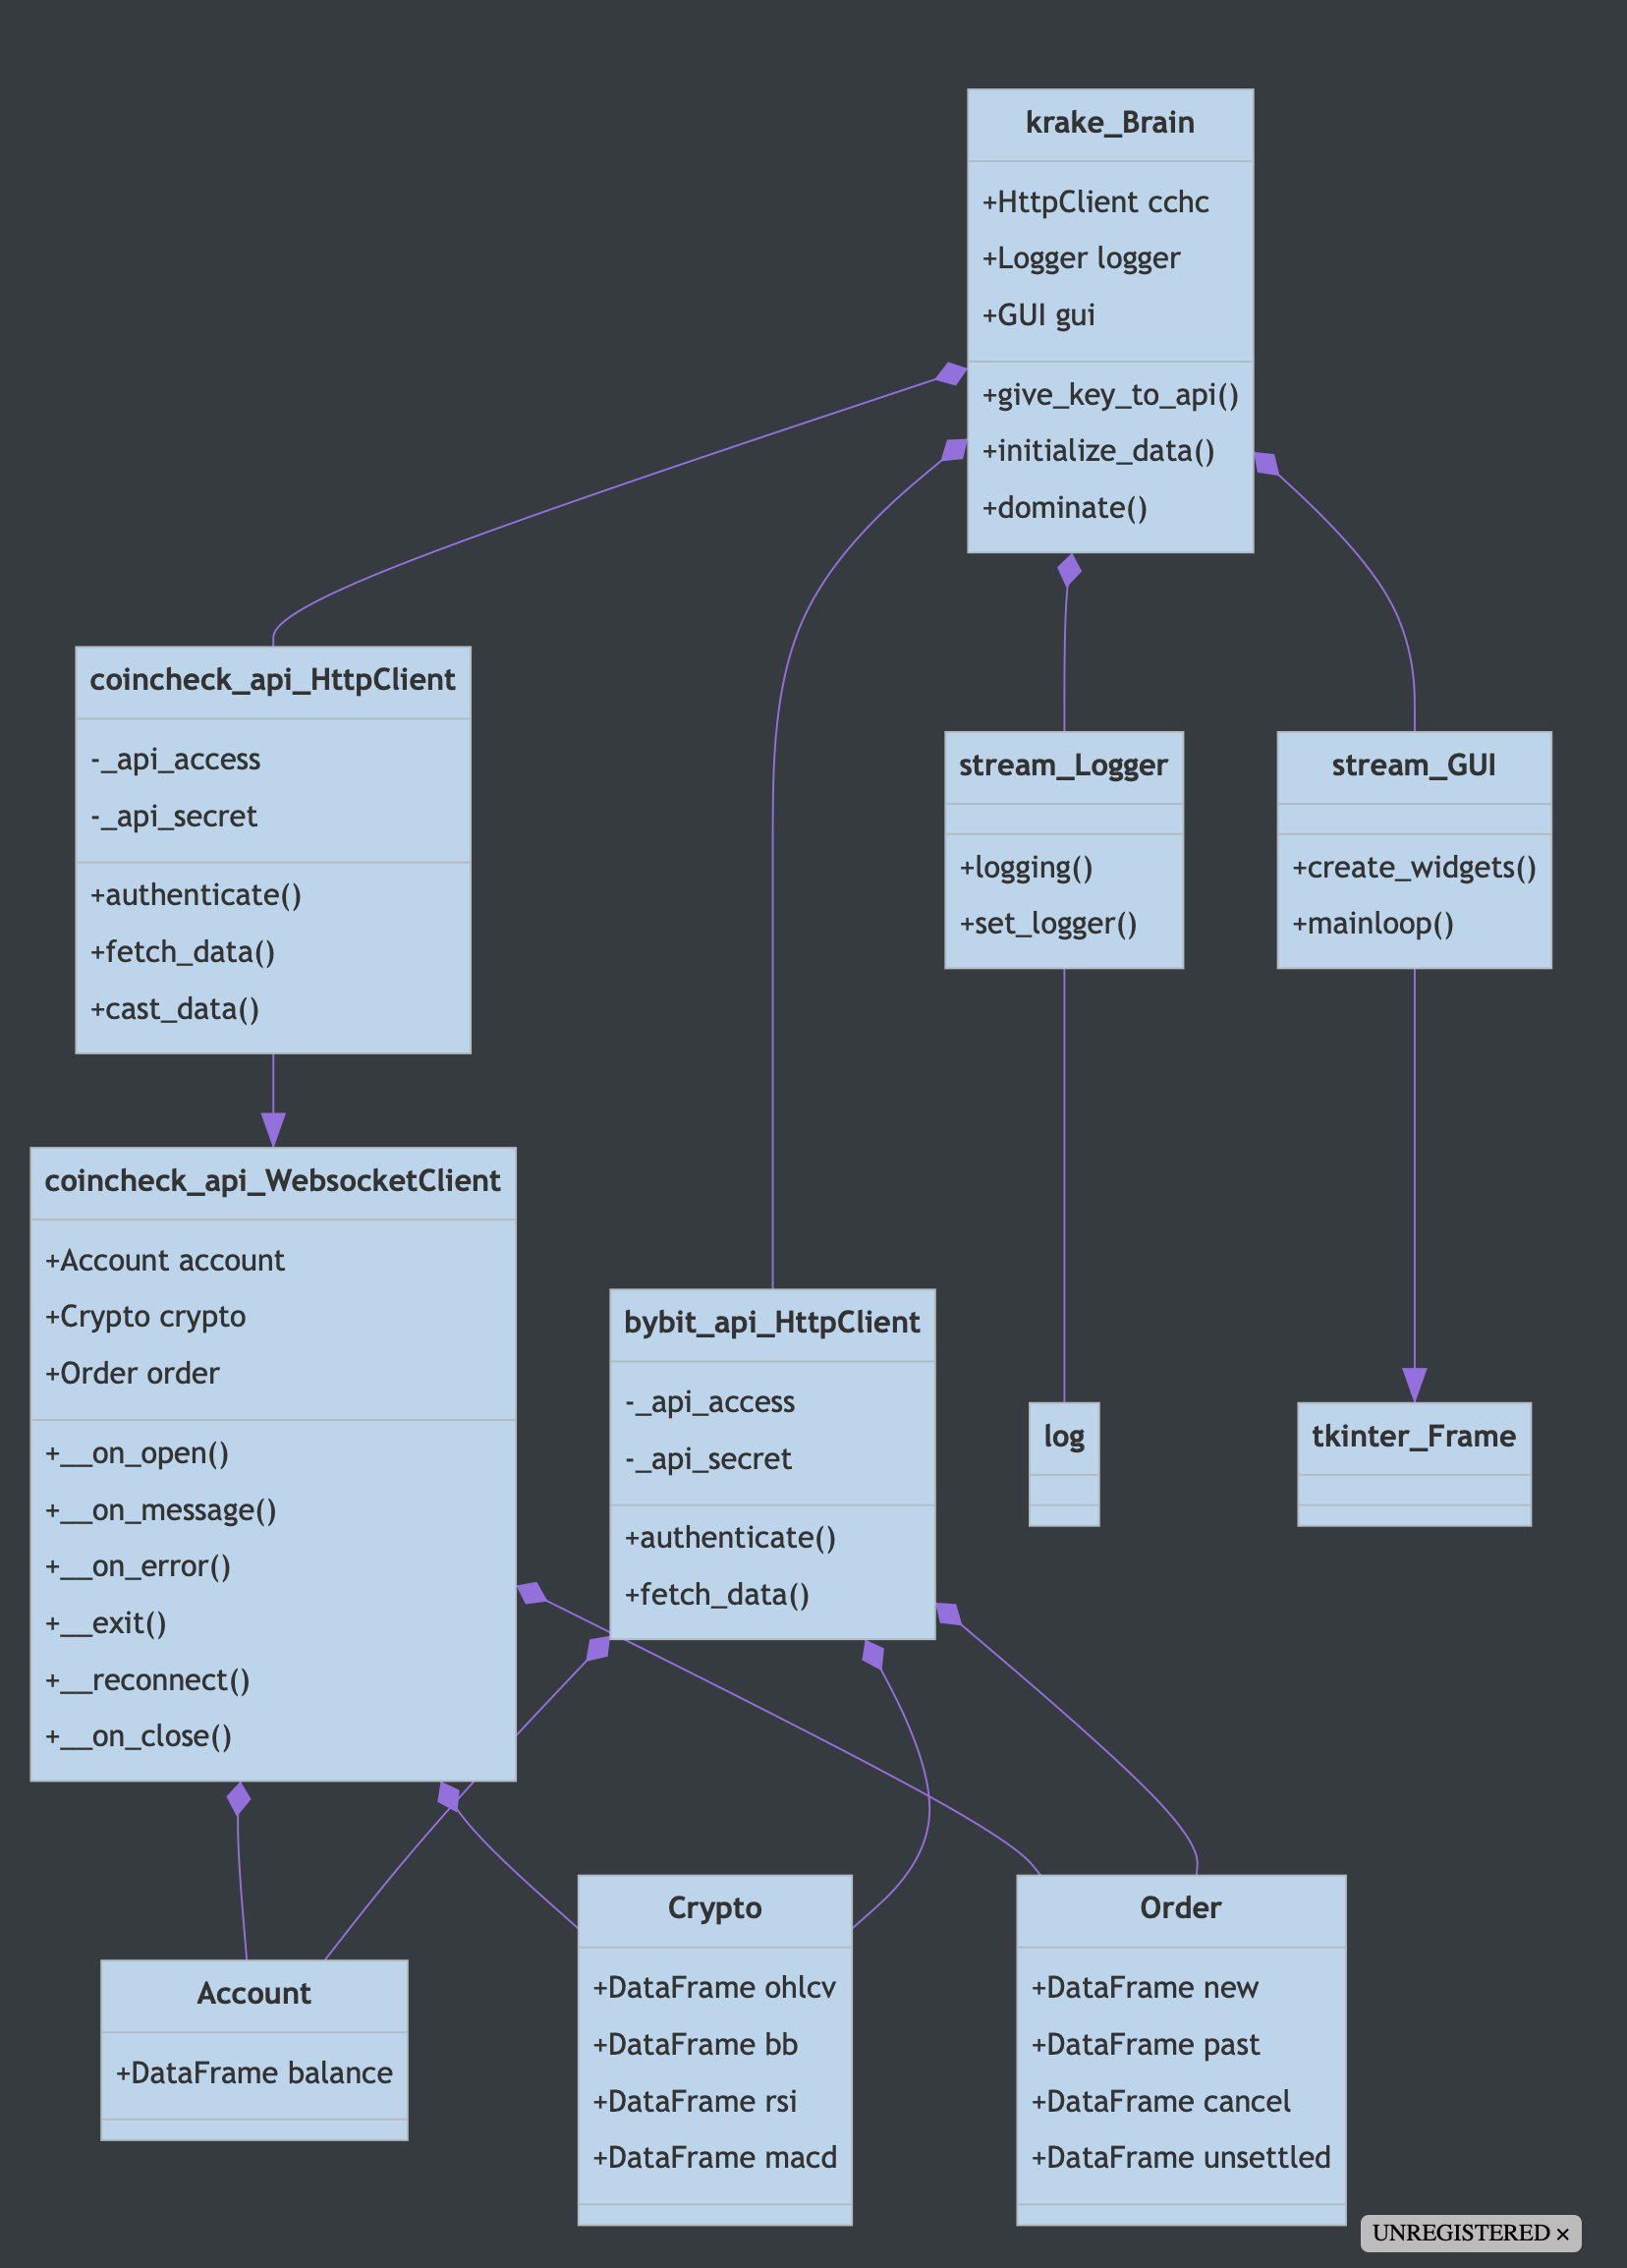 krake_Brain
+HttpClient cchc
+Logger logger
+GUI gui
+give_key_to_api()
+initialize_data()
+dominate()
coincheck_api_HttpClient
-_api_access
-_api_secret
+authenticate()
+fetch_data()
+cast_data()
stream_Logger
+logging()
+set_logger()
stream_GUI
+create_widgets()
+mainloop()
coincheck_api_WebsocketClient
+Account account
+Crypto crypto
+Order order
+__on_open()
+__on_message()
+__on_error()
+__exit()
+__reconnect()
+__on_close()
bybit_api_HttpClient
-_api_access
-_api_secret
+authenticate()
+fetch_data()
log
tkinter_Frame
Account
+DataFrame balance
Crypto
+DataFrame ohlcv
+DataFrame bb
+DataFrame rsi
+DataFrame macd
Order
+DataFrame new
+DataFrame past
+DataFrame cancel
+DataFrame unsettled
UNREGISTERED ×